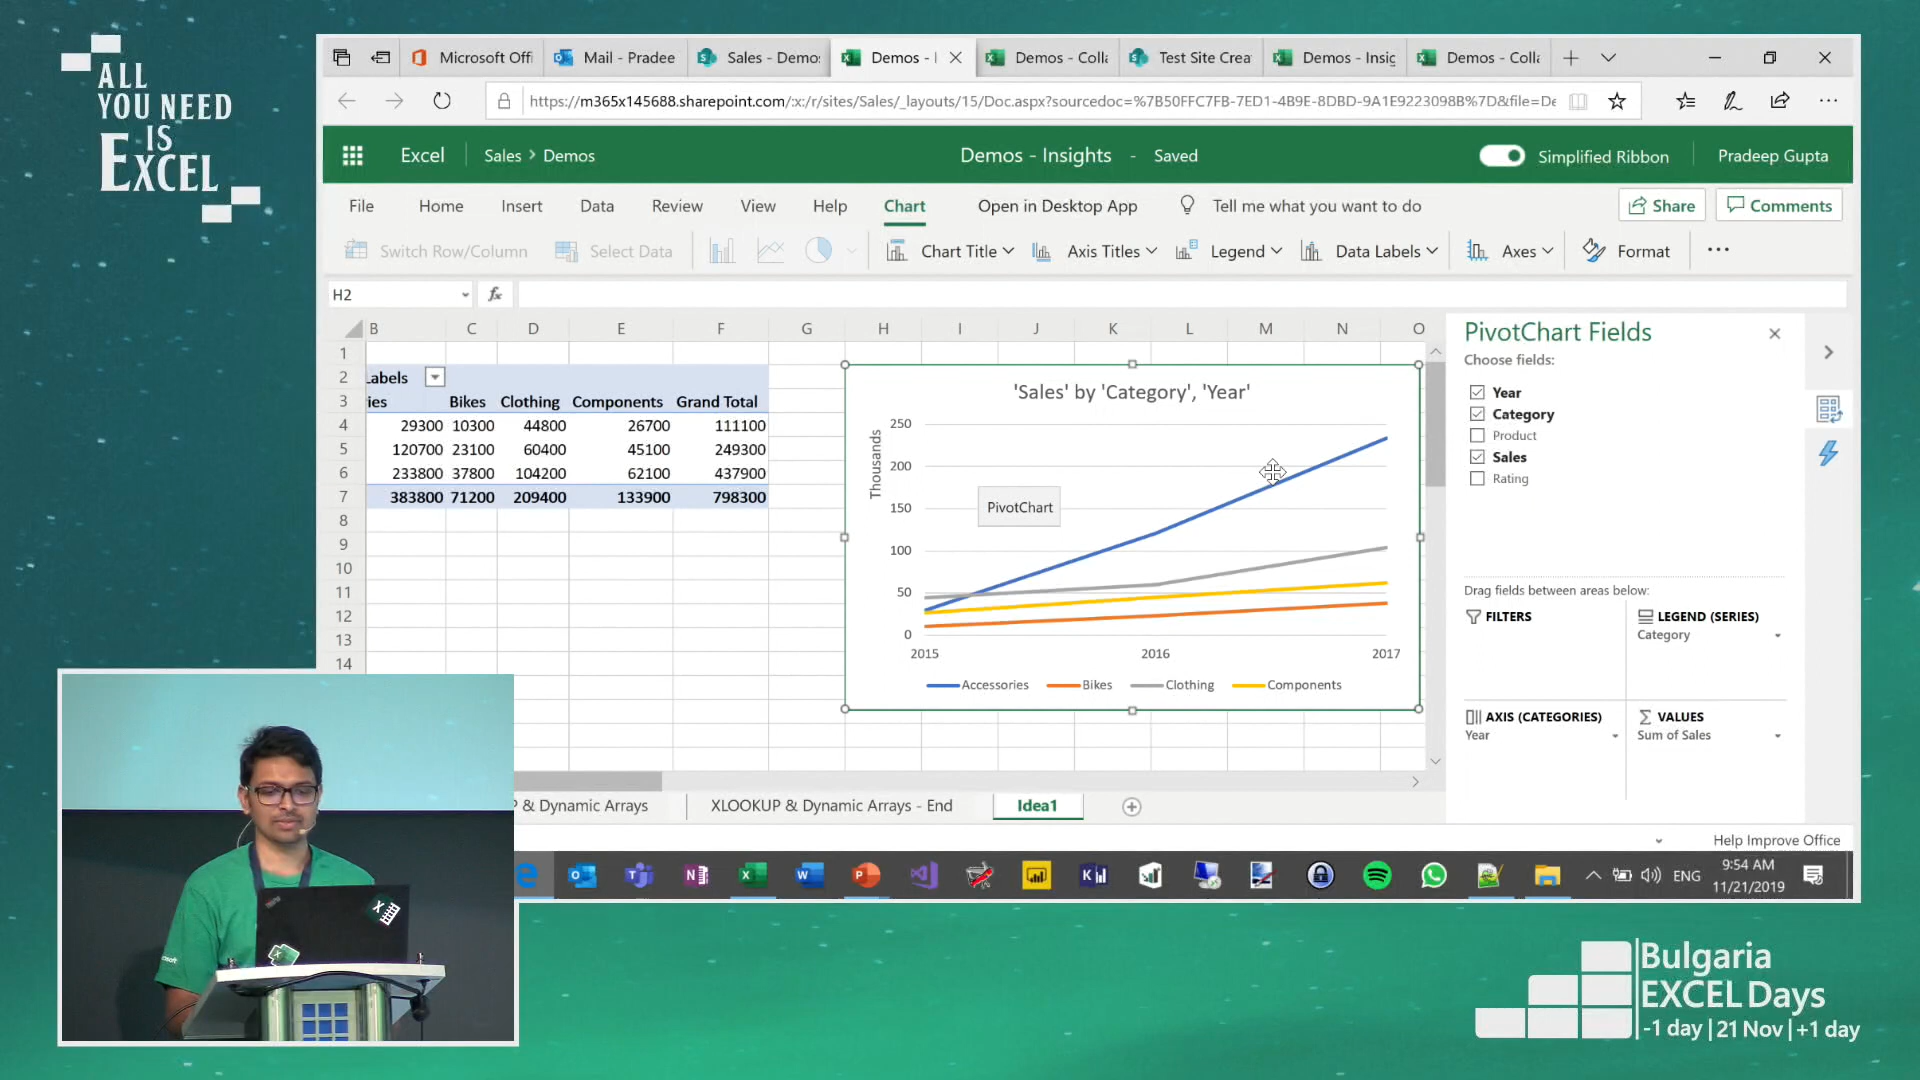 ALL
YOU NEED
IS
EXCEL
Microsoft Offi
Mail - Pradee
Sales - Demo:
Demos - I
Demos - Colla
Test Site Crea
Demos - Insig
Demos - Colla
https://m365x145688.sharepoint.com/:x:/r/sites/Sales/_layouts/15/Doc.aspx?sourcedoc=%7B50FFC7FB-7ED1-4B9E-8DBD-9A1E9223098B%7D&file=De
Excel Sales > Demos
Demos - Insights - Saved
Simplified Ribbon Pradeep Gupta
File Home Insert Data Review View Help Chart Open in Desktop App Tell me what you want to do Share Comments
Switch Row/Column Select Data Chart Title Axis Titles Legend Data Labels Axes Format ...
H2 fx
B C D E F G H I J K L M N O
1
2 Labels
3 ies Bikes Clothing Components Grand Total
4 29300 10300 44800 26700 111100
5 120700 23100 60400 45100 249300
6 233800 37800 104200 62100 437900
7 383800 71200 209400 133900 798300
8
9
10
11
12
13
14
'Sales' by 'Category', 'Year'
Thousands
250
200
150
100
50
0
PivotChart
2015 2016 2017
Accessories Bikes Clothing Components
PivotChart Fields
Choose fields:
Year
Category
Product
Sales
Rating
Drag fields between areas below:
FILTERS
LEGEND (SERIES)
Category
AXIS (CATEGORIES)
Year
VALUES
Sum of Sales
P & Dynamic Arrays XLOOKUP & Dynamic Arrays - End Idea1
Help Improve Office
ENG
9:54 AM
11/21/2019
Bulgaria
EXCEL Days
-1 day | 21 Nov | +1 day